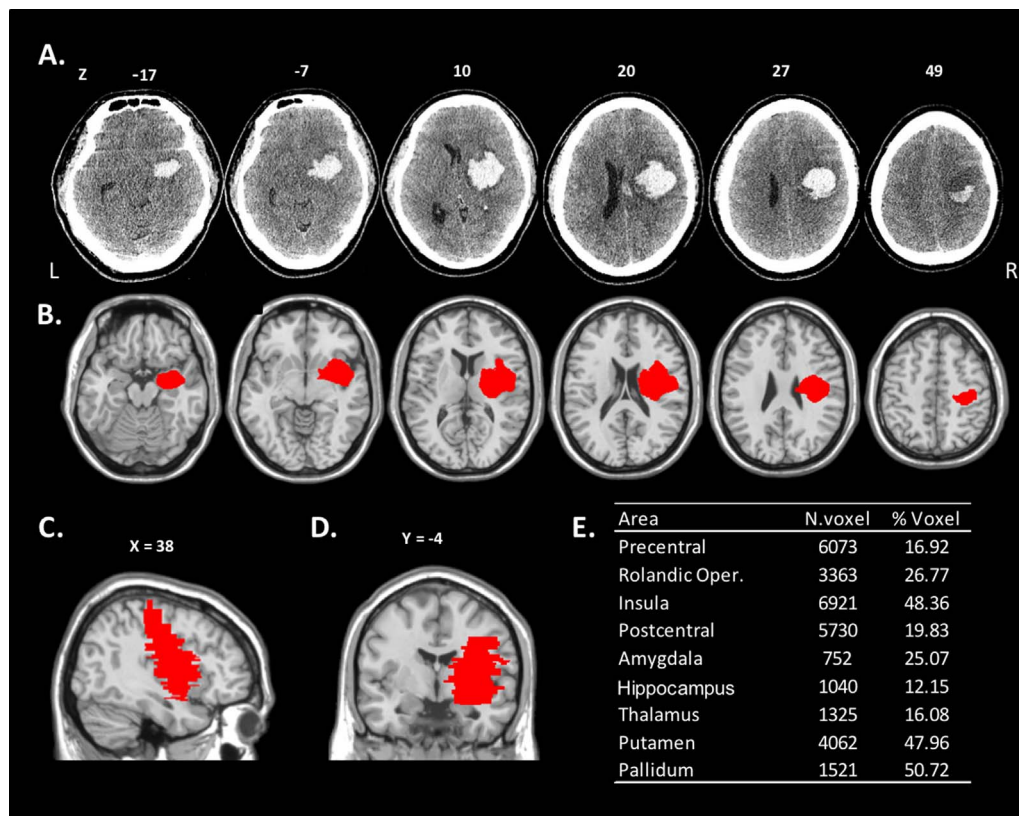 A.
Z -17 -7 10 20 27 49
L R
B.
C. D. E.
X = 38 Y = -4
Area N.voxel % Voxel
Precentral 6073 16.92
Rolandic Oper. 3363 26.77
Insula 6921 48.36
Postcentral 5730 19.83
Amygdala 752 25.07
Hippocampus 1040 12.15
Thalamus 1325 16.08
Putamen 4062 47.96
Pallidum 1521 50.72